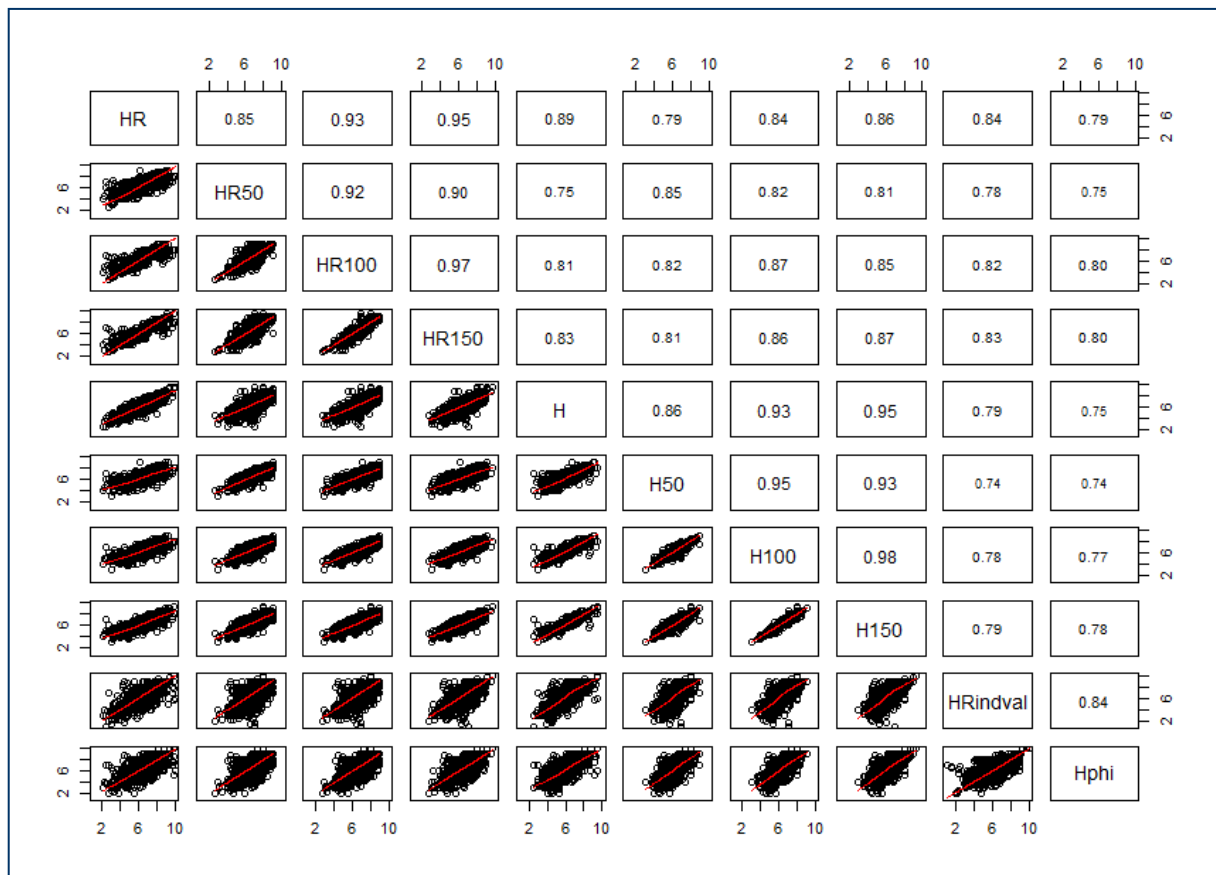 2 6 10 2 6 10 2 6 10 2 6 10 2 6 10
HR 0.85 0.93 0.95 0.89 0.79 0.84 0.86 0.84 0.79 2 6
2 6 HR50 0.92 0.90 0.75 0.85 0.82 0.81 0.78 0.75
HR100 0.97 0.81 0.82 0.87 0.85 0.82 0.80 2 6
2 6 HR150 0.83 0.81 0.86 0.87 0.83 0.80
H 0.86 0.93 0.95 0.79 0.75 2 6
2 6 H50 0.95 0.93 0.74 0.74
H100 0.98 0.78 0.77 2 6
2 6 H150 0.79 0.78
HRindval 0.84 2 6
2 6 Hphi
2 6 10 2 6 10 2 6 10 2 6 10 2 6 10